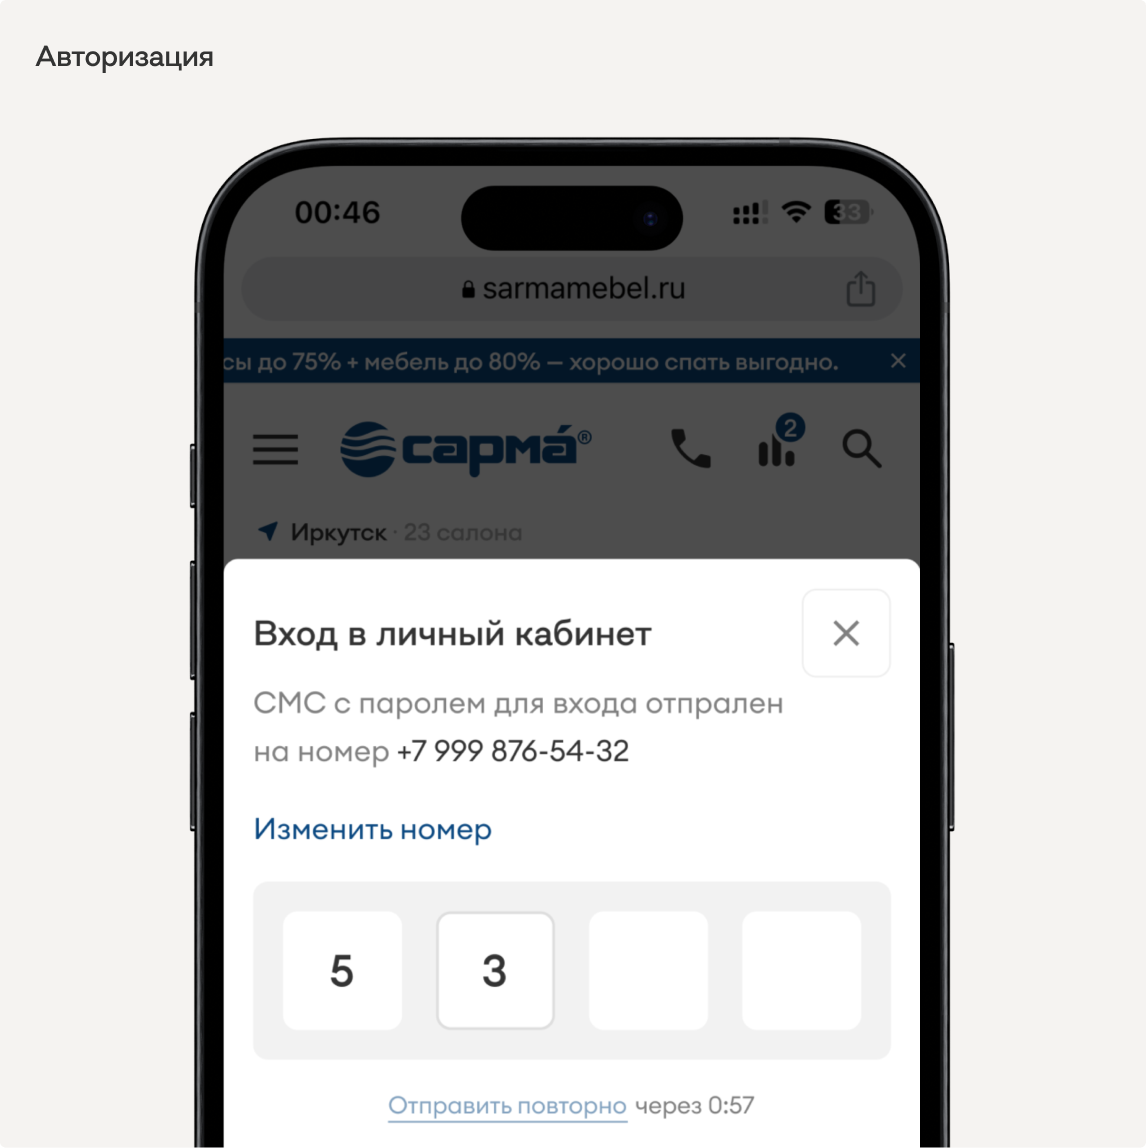 Авторизация
00:46
33
sarmamebel.ru
сы до 75% + мебель до 80% — хорошо спать выгодно.
сарма́®
2
Иркутск · 23 салона
Вход в личный кабинет
СМС с паролем для входа отпрален
на номер +7 999 876-54-32
Изменить номер
5 3
Отправить повторно через 0:57